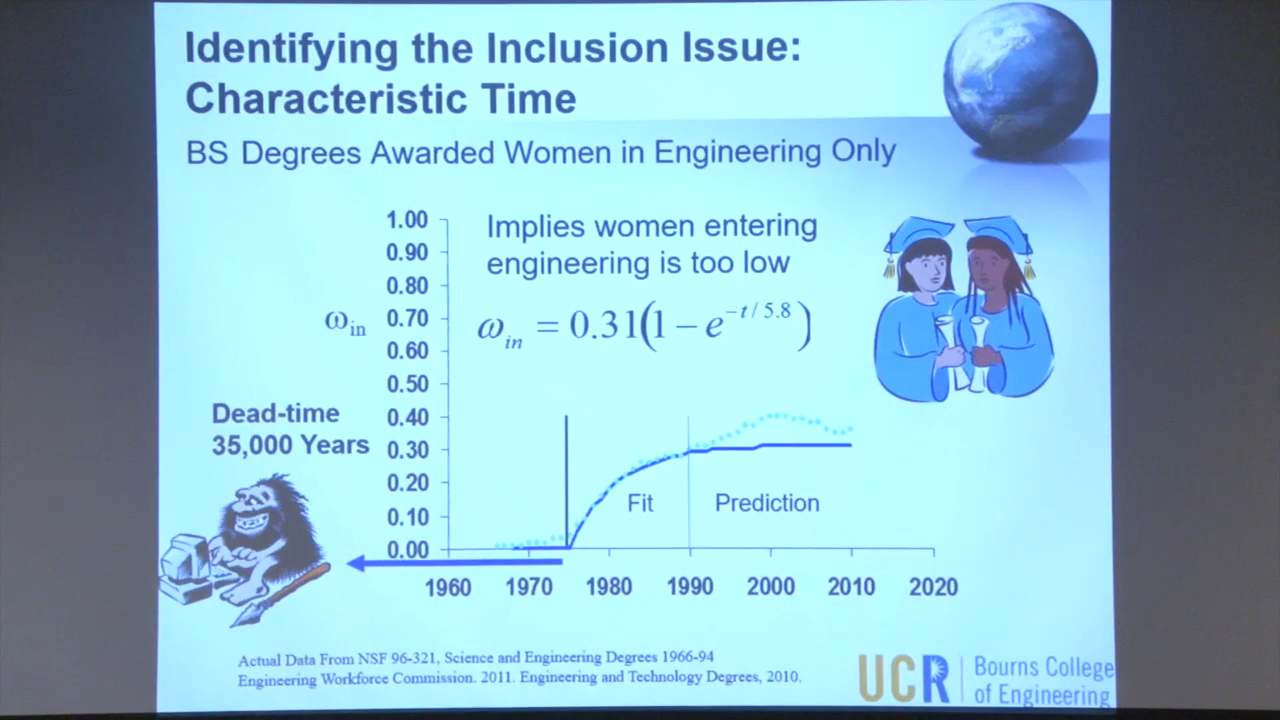 Identifying the Inclusion Issue:
Characteristic Time
BS Degrees Awarded Women in Engineering Only
Implies women entering
engineering is too low
ω_in = 0.31(1 − e^{−t / 5.8})
ω_in
1.00
0.90
0.80
0.70
0.60
0.50
0.40
0.30
0.20
0.10
0.00
Dead-time
35,000 Years
Fit
Prediction
1960 1970 1980 1990 2000 2010 2020
Actual Data From NSF 96-321, Science and Engineering Degrees 1966-94
Engineering Workforce Commission. 2011. Engineering and Technology Degrees, 2010.
UCR
Bourns College
of Engineering